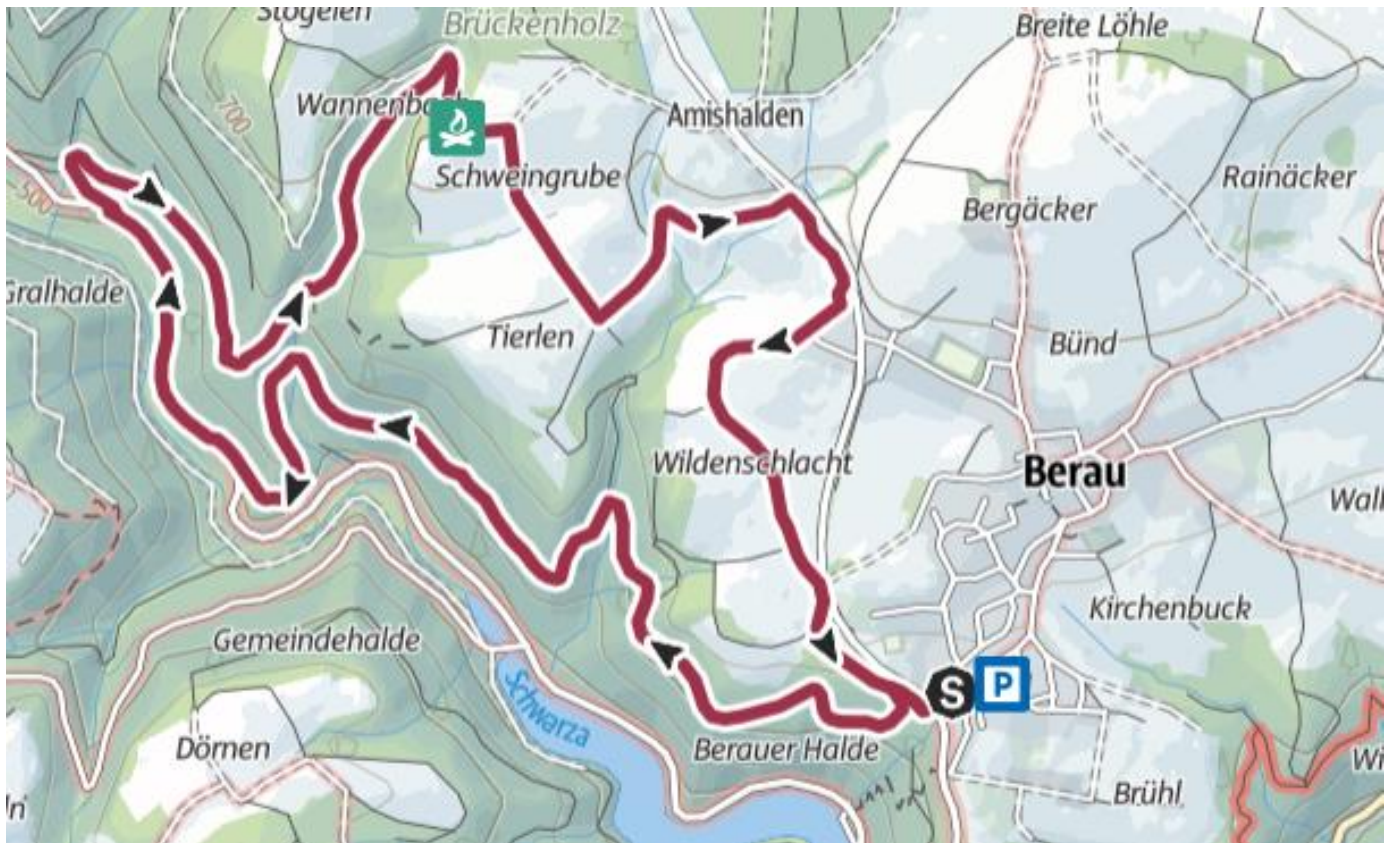 Brückenholz
Breite Löhle
700
Amishalden
Schweingrube
Rainäcker
500
Bergäcker
Gralhalde
Tierlen
Bünd
Wildenschlacht
Berau
Kirchenbuck
Gemeindehalde
S
P
Schwarza
Dörnen
Berauer Halde
Brühl